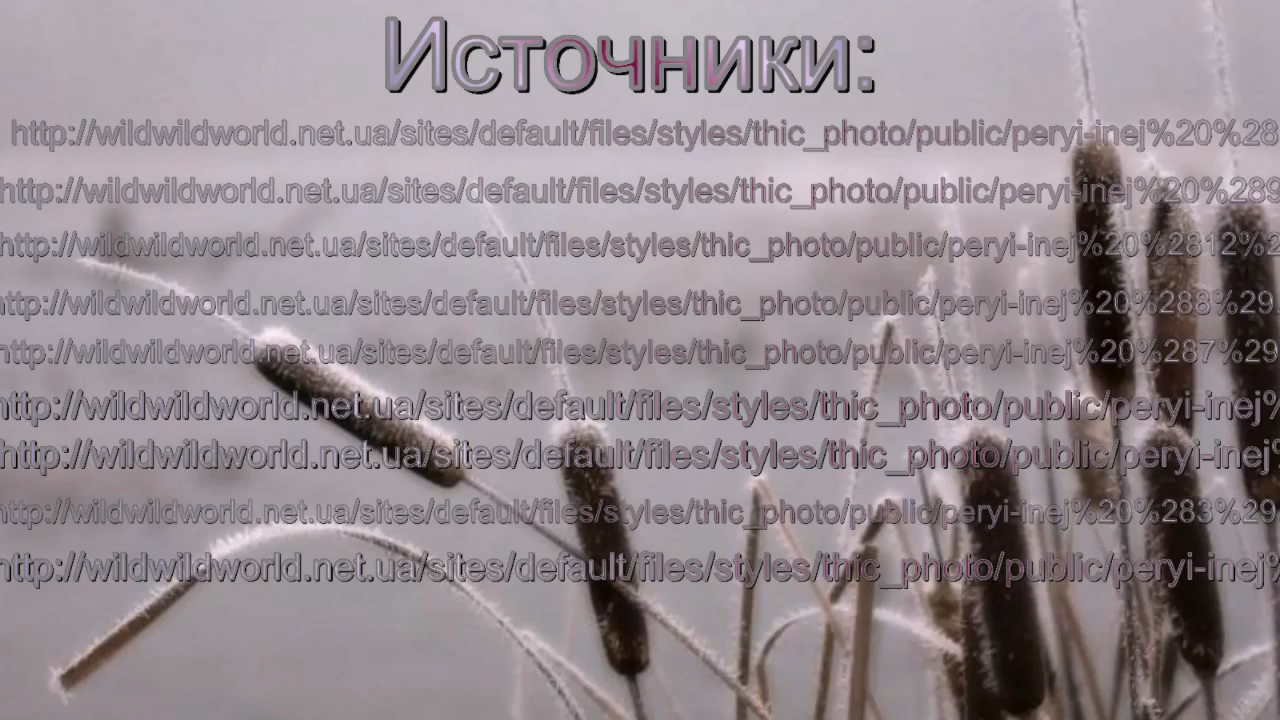 Источники:
http://wildwildworld.net.ua/sites/default/files/styles/thic_photo/public/peryi-inej%20%28
http://wildwildworld.net.ua/sites/default/files/styles/thic_photo/public/peryi-inej%20%289
http://wildwildworld.net.ua/sites/default/files/styles/thic_photo/public/peryi-inej%20%2812%2
http://wildwildworld.net.ua/sites/default/files/styles/thic_photo/public/peryi-inej%20%288%29
http://wildwildworld.net.ua/sites/default/files/styles/thic_photo/public/peryi-inej%20%287%29
http://wildwildworld.net.ua/sites/default/files/styles/thic_photo/public/peryi-inej%
http://wildwildworld.net.ua/sites/default/files/styles/thic_photo/public/peryi-inej%
http://wildwildworld.net.ua/sites/default/files/styles/thic_photo/public/peryi-inej%20%283%29
http://wildwildworld.net.ua/sites/default/files/styles/thic_photo/public/peryi-inej%